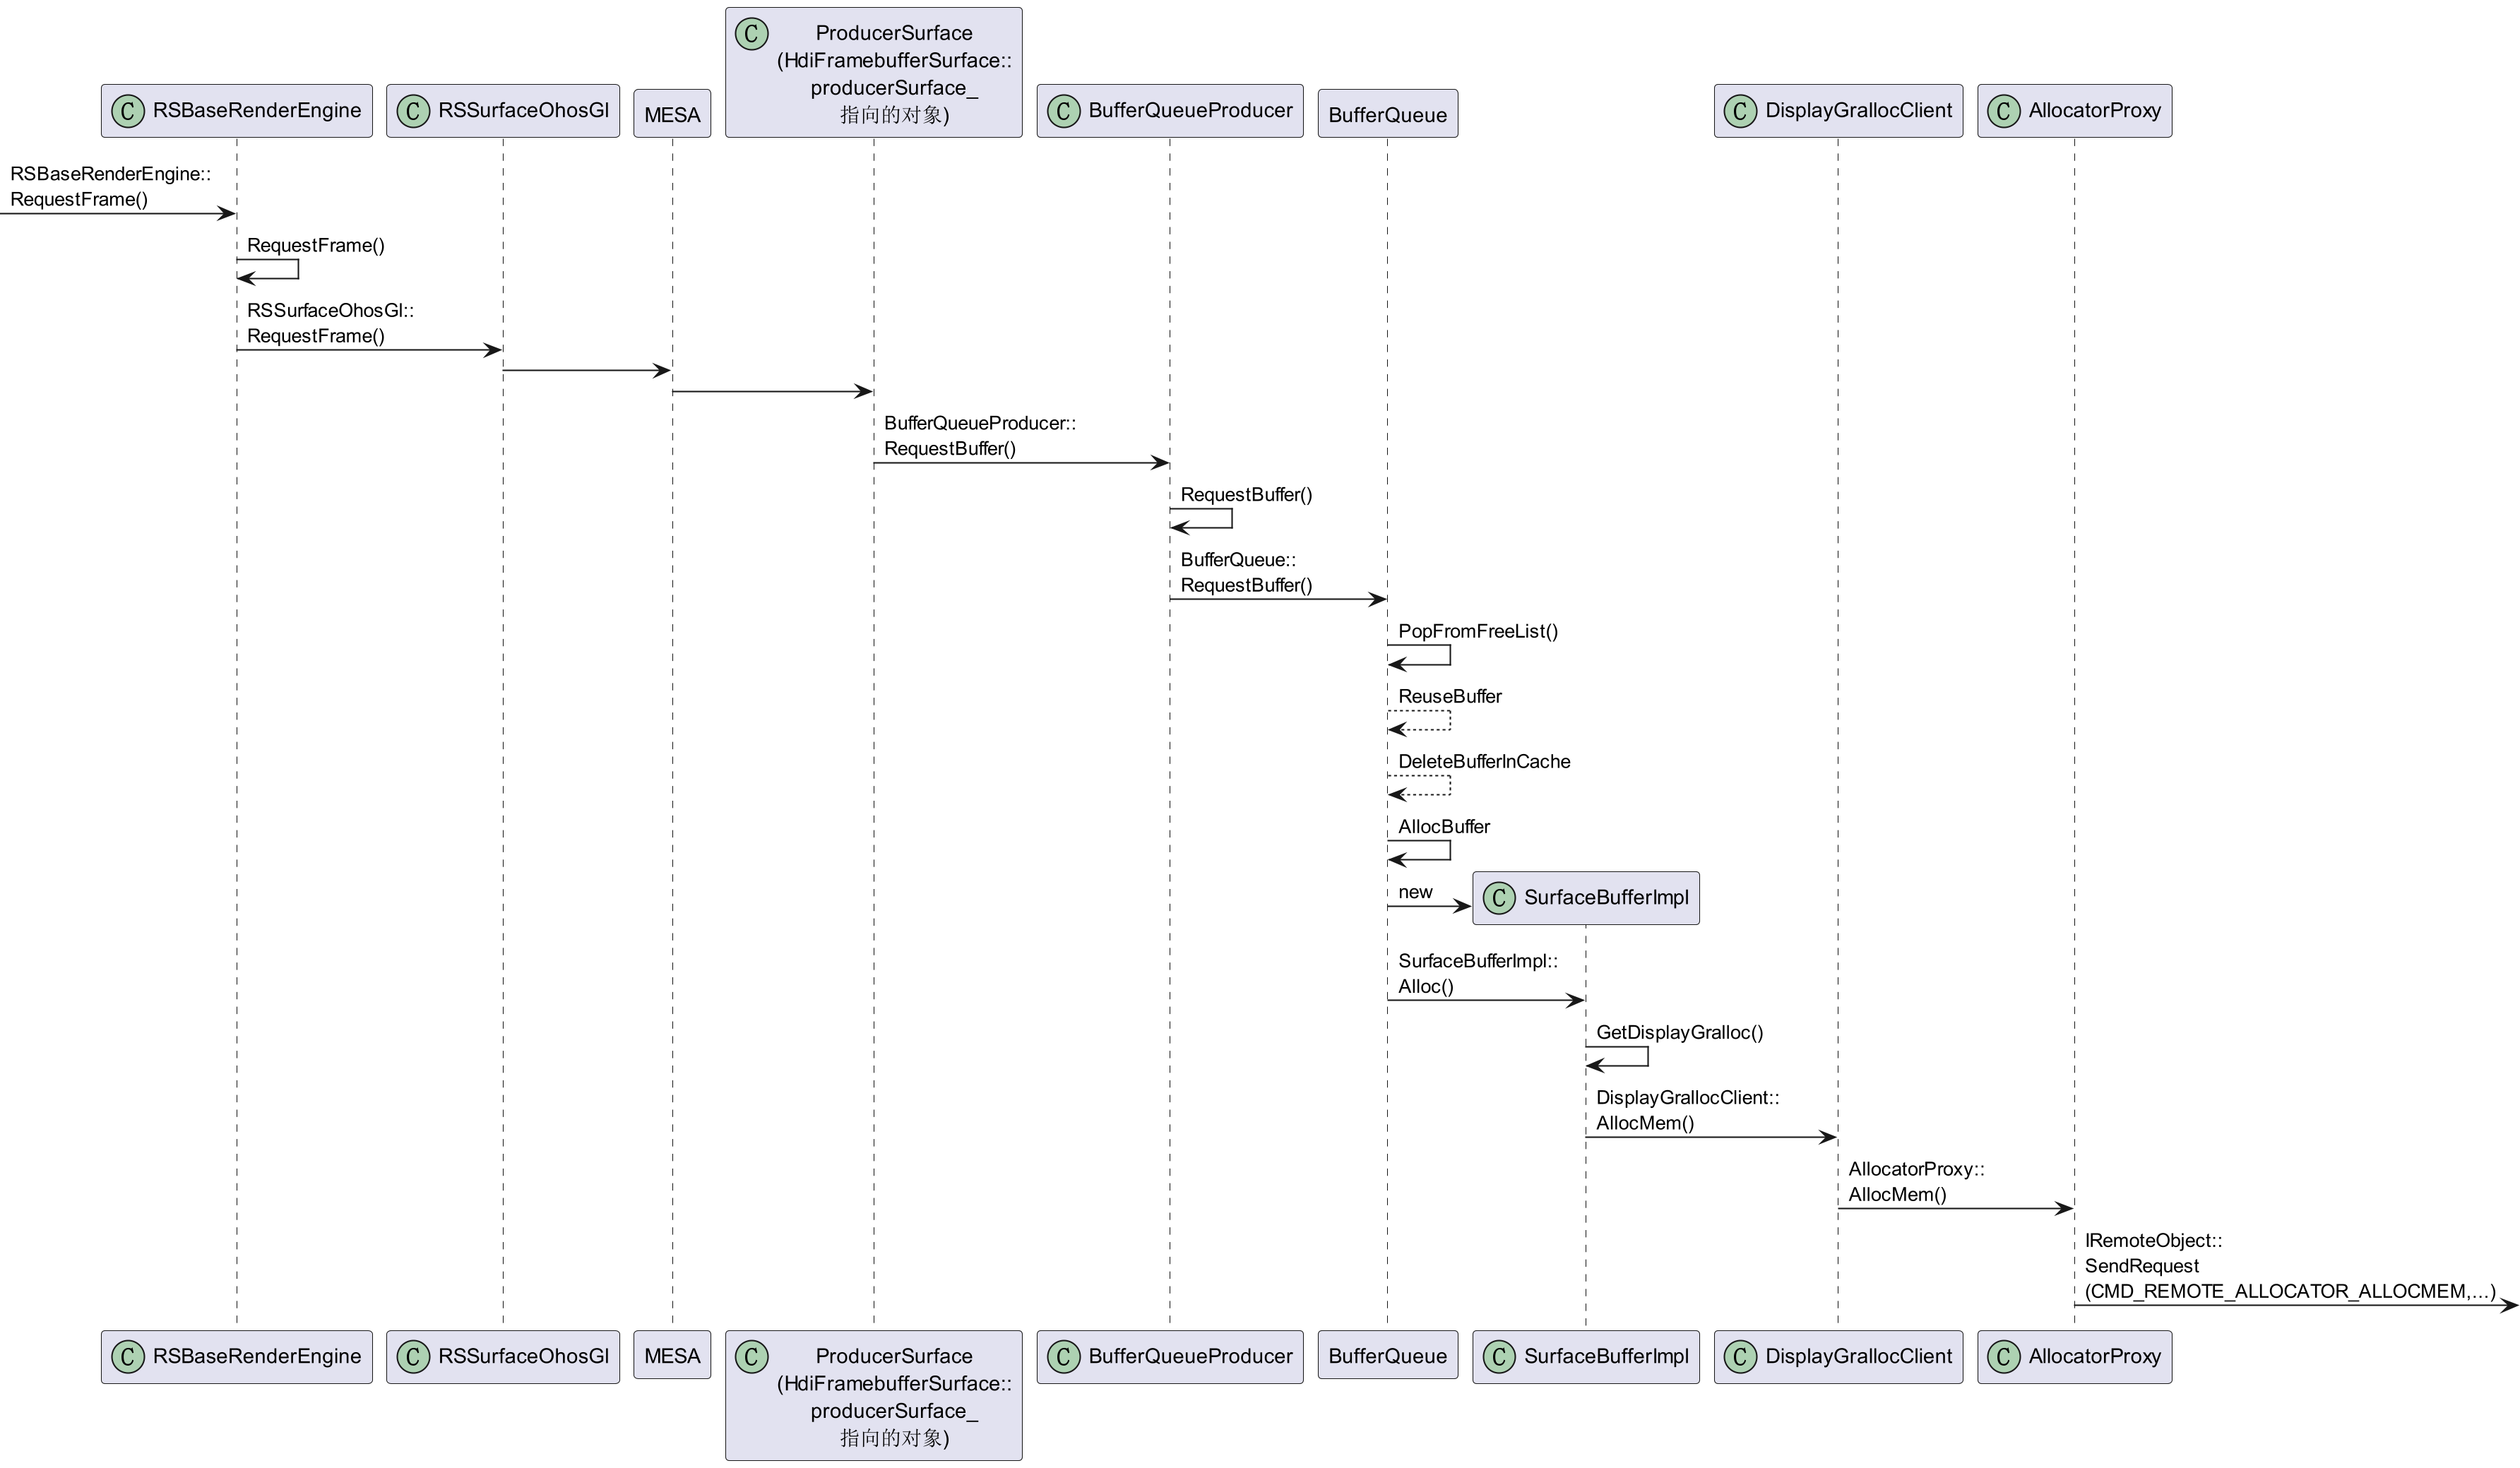 C
ProducerSurface
(HdiFramebufferSurface::
producerSurface_
指向的对象)
C
RSBaseRenderEngine
C
RSSurfaceOhosGl
MESA
C
BufferQueueProducer
BufferQueue
C
DisplayGrallocClient
C
AllocatorProxy
RSBaseRenderEngine::
RequestFrame()
RequestFrame()
RSSurfaceOhosGl::
RequestFrame()
BufferQueueProducer::
RequestBuffer()
RequestBuffer()
BufferQueue::
RequestBuffer()
PopFromFreeList()
ReuseBuffer
DeleteBufferInCache
AllocBuffer
new
C
SurfaceBufferImpl
SurfaceBufferImpl::
Alloc()
GetDisplayGralloc()
DisplayGrallocClient::
AllocMem()
AllocatorProxy::
AllocMem()
IRemoteObject::
SendRequest
(CMD_REMOTE_ALLOCATOR_ALLOCMEM,...)
C
RSBaseRenderEngine
C
RSSurfaceOhosGl
MESA
C
ProducerSurface
(HdiFramebufferSurface::
producerSurface_
指向的对象)
C
BufferQueueProducer
BufferQueue
C
SurfaceBufferImpl
C
DisplayGrallocClient
C
AllocatorProxy